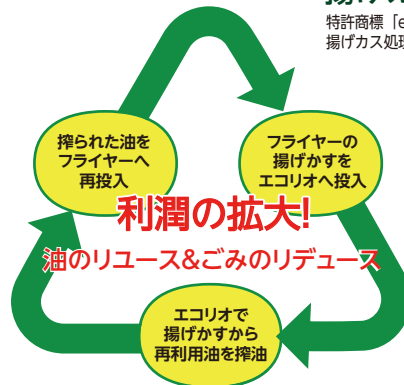 特許商標「e
揚げカス処理
搾られた油を
フライヤーへ
再投入
フライヤーの
揚げかすを
エコリオへ投入
利潤の拡大!
油のリユース&ごみのリデュース
エコリオで
揚げかすから
再利用油を搾油